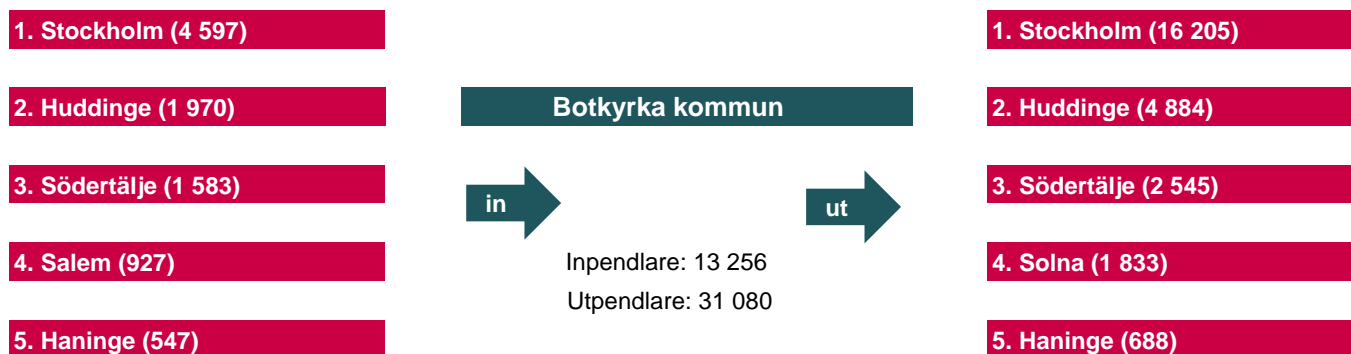 1. Stockholm (4 597)
2. Huddinge (1 970)
3. Södertälje (1 583)
4. Salem (927)
5. Haninge (547)
Botkyrka kommun
in
ut
Inpendlare: 13 256
Utpendlare: 31 080
1. Stockholm (16 205)
2. Huddinge (4 884)
3. Södertälje (2 545)
4. Solna (1 833)
5. Haninge (688)